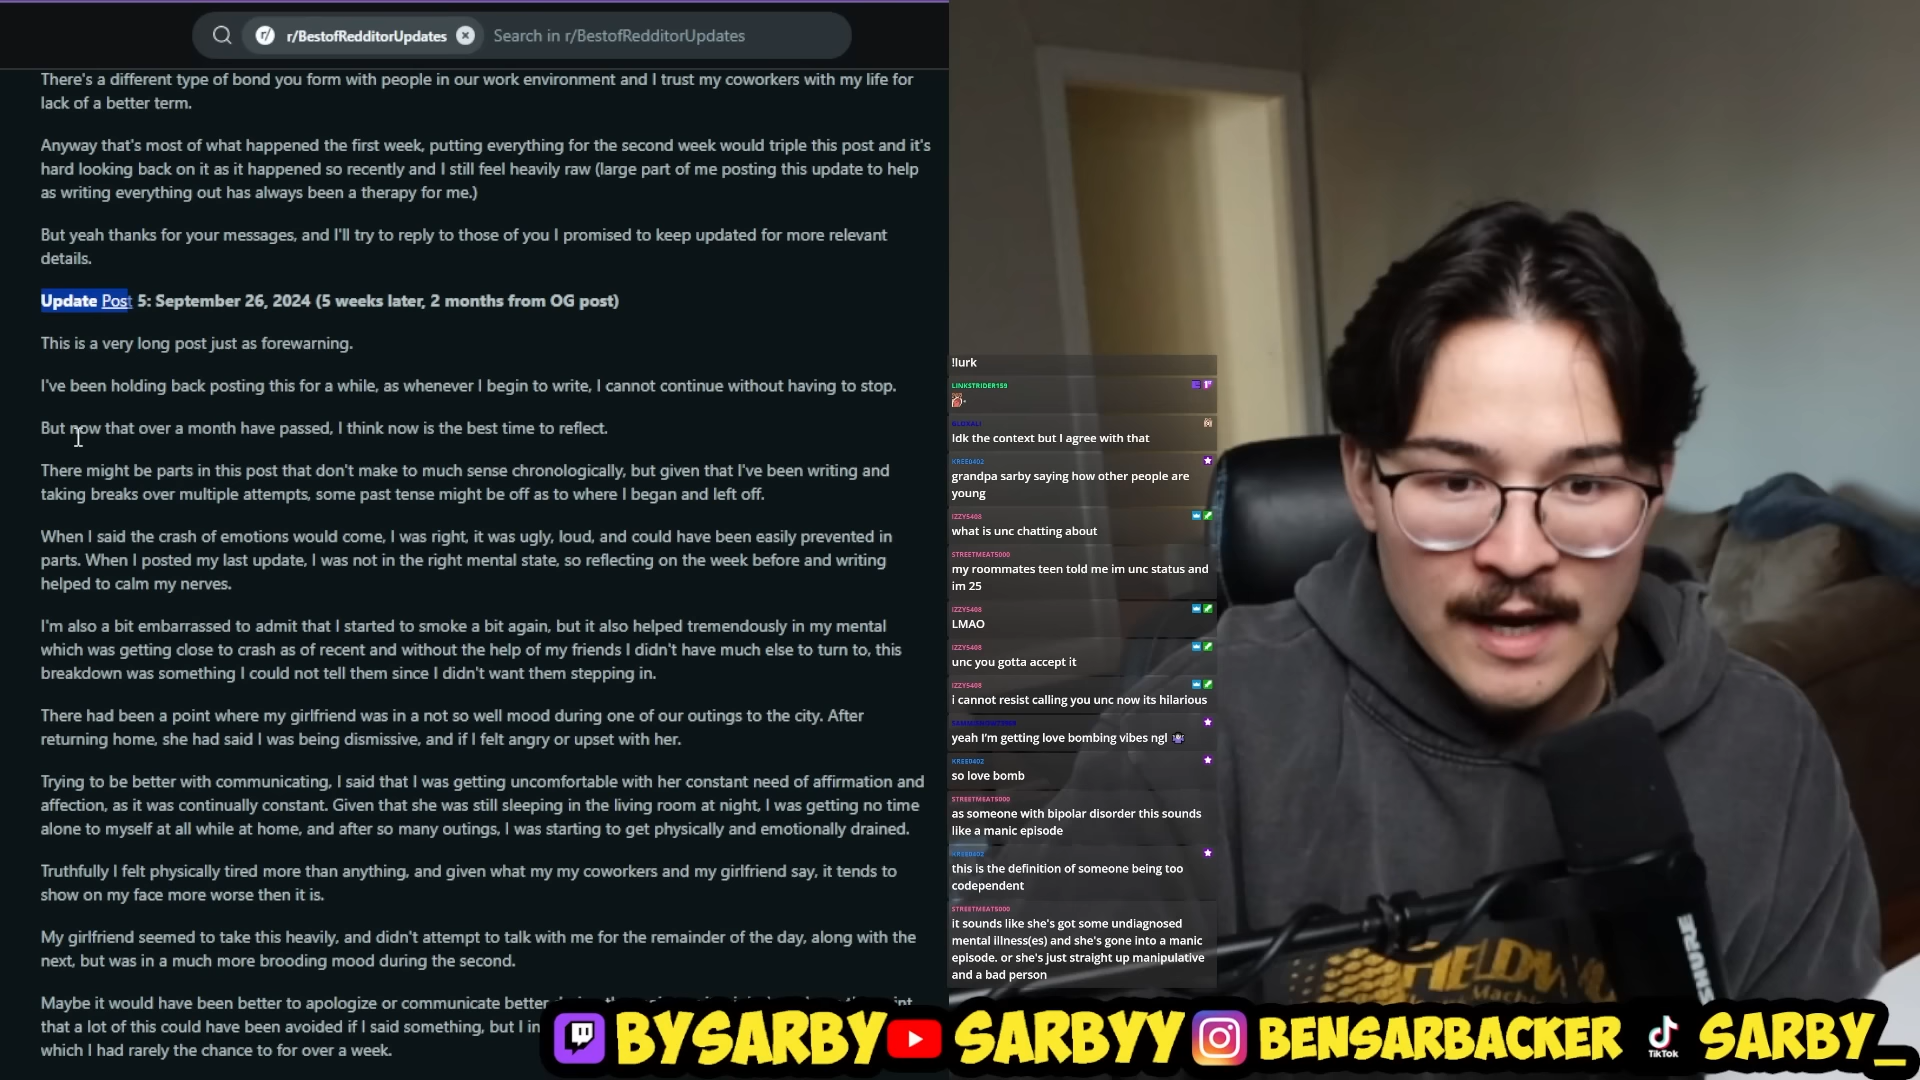 r/ r/BestofRedditorUpdates Search in r/BestofRedditorUpdates
There's a different type of bond you form with people in our work environment and I trust my coworkers with my life for
lack of a better term.
Anyway that's most of what happened the first week, putting everything for the second week would triple this post and it's
hard looking back on it as it happened so recently and I still feel heavily raw (large part of me posting this update to help
as writing everything out has always been a therapy for me.)
But yeah thanks for your messages, and I'll try to reply to those of you I promised to keep updated for more relevant
details.
Update Post 5: September 26, 2024 (5 weeks later, 2 months from OG post)
This is a very long post just as forewarning.
I've been holding back posting this for a while, as whenever I begin to write, I cannot continue without having to stop.
But now that over a month have passed, I think now is the best time to reflect.
There might be parts in this post that don't make to much sense chronologically, but given that I've been writing and
taking breaks over multiple attempts, some past tense might be off as to where I began and left off.
When I said the crash of emotions would come, I was right, it was ugly, loud, and could have been easily prevented in
parts. When I posted my last update, I was not in the right mental state, so reflecting on the week before and writing
helped to calm my nerves.
I'm also a bit embarrassed to admit that I started to smoke a bit again, but it also helped tremendously in my mental
which was getting close to crash as of recent and without the help of my friends I didn't have much else to turn to, this
breakdown was something I could not tell them since I didn't want them stepping in.
There had been a point where my girlfriend was in a not so well mood during one of our outings to the city. After
returning home, she had said I was being dismissive, and if I felt angry or upset with her.
Trying to be better with communicating, I said that I was getting uncomfortable with her constant need of affirmation and
affection, as it was continually constant. Given that she was still sleeping in the living room at night, I was getting no time
alone to myself at all while at home, and after so many outings, I was starting to get physically and emotionally drained.
Truthfully I felt physically tired more than anything, and given what my my coworkers and my girlfriend say, it tends to
show on my face more worse then it is.
My girlfriend seemed to take this heavily, and didn't attempt to talk with me for the remainder of the day, along with the
next, but was in a much more brooding mood during the second.
Maybe it would have been better to apologize or communicate better
that a lot of this could have been avoided if I said something, but I in
which I had rarely the chance to for over a week.
!lurk
LINKSTRIDER159
Idk the context but I agree with that
KREE0402
grandpa sarby saying how other people are
young
IZZY5408
what is unc chatting about
STREETMEAT5000
my roommates teen told me im unc status and
im 25
IZZY5408
LMAO
IZZY5408
unc you gotta accept it
IZZY5408
i cannot resist calling you unc now its hilarious
yeah I'm getting love bombing vibes ngl
KREE0402
so love bomb
STREETMEAT5000
as someone with bipolar disorder this sounds
like a manic episode
KREE0402
this is the definition of someone being too
codependent
STREETMEAT5000
it sounds like she's got some undiagnosed
mental illness(es) and she's gone into a manic
episode. or she's just straight up manipulative
and a bad person
SHURE
BYSARBY SARBYY BENSARBACKER TikTok SARBY_